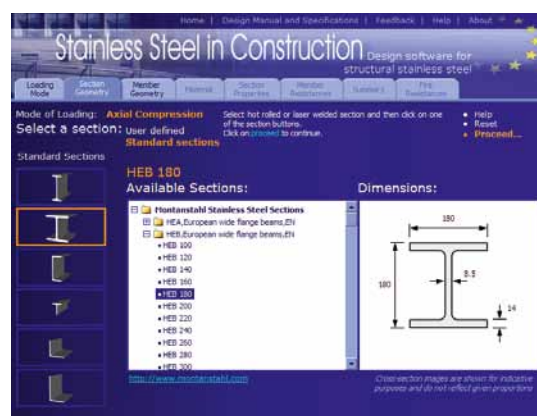 Home | Design Manual and Specifications | Feedback | Help | About
Stainless Steel in Construction
Design software for
structural stainless steel
Loading Mode
Section Geometry
Member Geometry
Material
Section Properties
Member Resistances
Summary
Fire Resistances
Mode of Loading: Axial Compression
Select a section:
User defined
Standard sections
Select hot rolled or laser welded section and then click on one
of the section buttons.
Click on proceed to continue.
• Help
• Reset
• Proceed...
Standard Sections
HEB 180
Available Sections:
Dimensions:
Montanstahl Stainless Steel Sections
HEA,European wide flange beams,EN
HEB,European wide flange beams,EN
• HEB 100
• HEB 120
• HEB 140
• HEB 160
• HEB 180
• HEB 200
• HEB 220
• HEB 240
• HEB 260
• HEB 280
• HEB 300
180
180
8.5
14
http://www.montanstahl.com
Cross-section images are shown for indicative
purposes and do not reflect given proportions